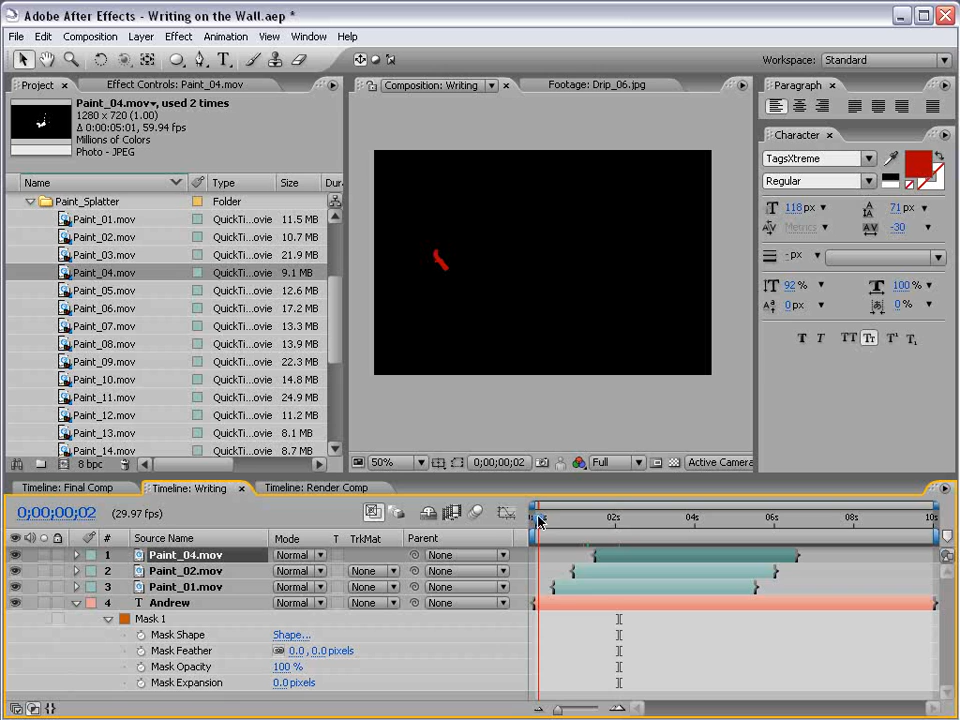 Adobe After Effects - Writing on the Wall.aep *
File Edit Composition Layer Effect Animation View Window Help
Workspace: Standard
Project × Effect Controls: Paint_04.mov
Paint_04.mov▾, used 2 times
1280 x 720 (1.00)
Δ 0:00:05:01, 59.94 fps
Millions of Colors
Photo - JPEG
Name Type Size Dur
Paint_Splatter Folder
Paint_01.mov QuickTi...ovie 11.5 MB
Paint_02.mov QuickTi...ovie 10.7 MB
Paint_03.mov QuickTi...ovie 21.9 MB
Paint_04.mov QuickTi...ovie 9.1 MB
Paint_05.mov QuickTi...ovie 12.6 MB
Paint_06.mov QuickTi...ovie 17.2 MB
Paint_07.mov QuickTi...ovie 13.3 MB
Paint_08.mov QuickTi...ovie 13.9 MB
Paint_09.mov QuickTi...ovie 22.3 MB
Paint_10.mov QuickTi...ovie 14.8 MB
Paint_11.mov QuickTi...ovie 24.9 MB
Paint_12.mov QuickTi...ovie 11.2 MB
Paint_13.mov QuickTi...ovie 8.1 MB
Paint_14.mov QuickTi...ovie 8.7 MB
8 bpc
Composition: Writing × Footage: Drip_06.jpg
50% 0;00;00;02 Full Active Camera
Paragraph ×
Character ×
TagsXtreme
Regular
118 px 71 px
Metrics -30
- px
92 % 100 %
0 px 0 %
T T TT Tr T¹ T₁
Timeline: Final Comp Timeline: Writing × Timeline: Render Comp
0;00;00;02 (29.97 fps)
02s 04s 06s 08s 10s
# Source Name Mode T TrkMat Parent
1 Paint_04.mov Normal None
2 Paint_02.mov Normal None None
3 Paint_01.mov Normal None None
4 T Andrew Normal None None
Mask 1
Mask Shape Shape...
Mask Feather 0.0, 0.0 pixels
Mask Opacity 100 %
Mask Expansion 0.0 pixels